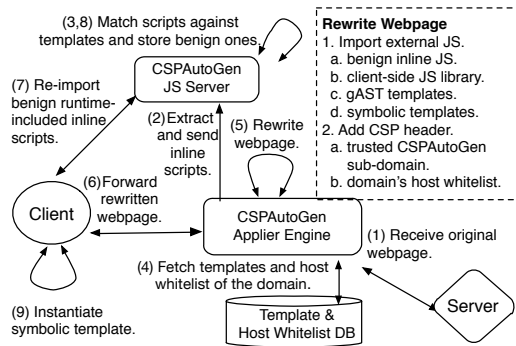 (3,8) Match scripts against
templates and store benign ones.
CSPAutoGen
JS Server
(7) Re-import
benign runtime-
included inline
scripts.
(2) Extract
and send
inline
scripts.
(5) Rewrite
webpage.
(6)Forward
rewritten
webpage.
Client
CSPAutoGen
Applier Engine
(1) Receive original
webpage.
(4) Fetch templates and host
whitelist of the domain.
Server
(9) Instantiate
symbolic template.
Template &
Host Whitelist DB
Rewrite Webpage
1. Import external JS.
a. benign inline JS.
b. client-side JS library.
c. gAST templates.
d. symbolic templates.
2. Add CSP header.
a. trusted CSPAutoGen
sub-domain.
b. domain's host whitelist.